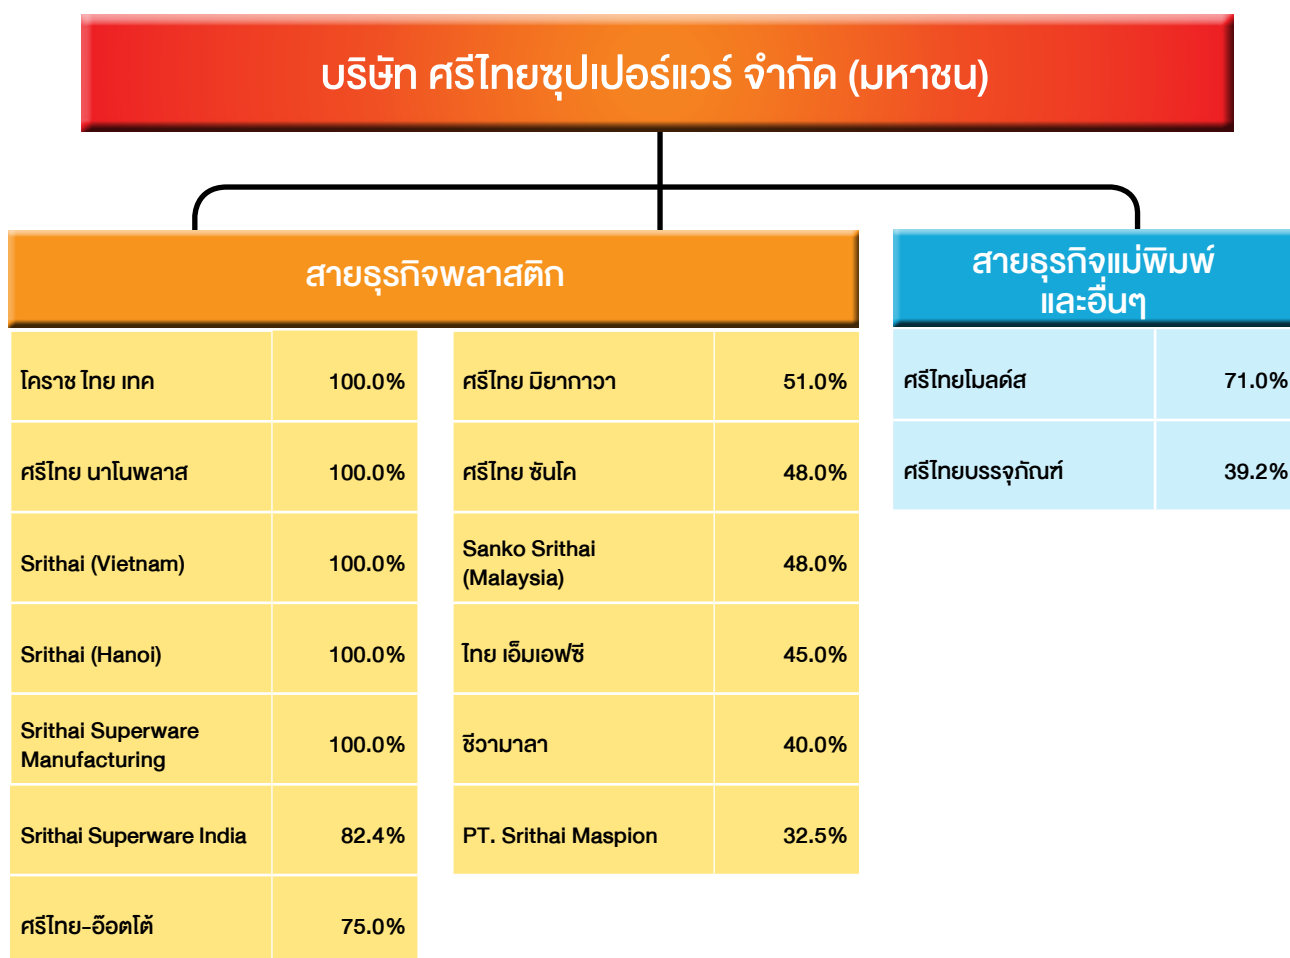 บริษัท ศรีไทยซุปเปอร์แวร์ จำกัด (มหาชน)
สายธุรกิจพลาสติก
โคราช ไทย เทค 100.0%
ศรีไทย นาโนพลาส 100.0%
Srithai (Vietnam) 100.0%
Srithai (Hanoi) 100.0%
Srithai Superware
Manufacturing 100.0%
Srithai Superware India 82.4%
ศรีไทย-อ๊อตโต้ 75.0%
ศรีไทย มิยากาวา 51.0%
ศรีไทย ซันโค 48.0%
Sanko Srithai
(Malaysia) 48.0%
ไทย เอ็มเอฟซี 45.0%
ชีวามาลา 40.0%
PT. Srithai Maspion 32.5%
สายธุรกิจแม่พิมพ์
และอื่นๆ
ศรีไทยโมลด์ส 71.0%
ศรีไทยบรรจุภัณฑ์ 39.2%